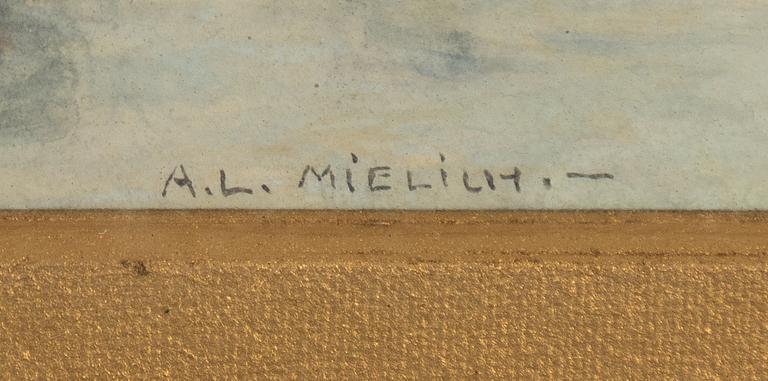 A.L. MiELiCH. —